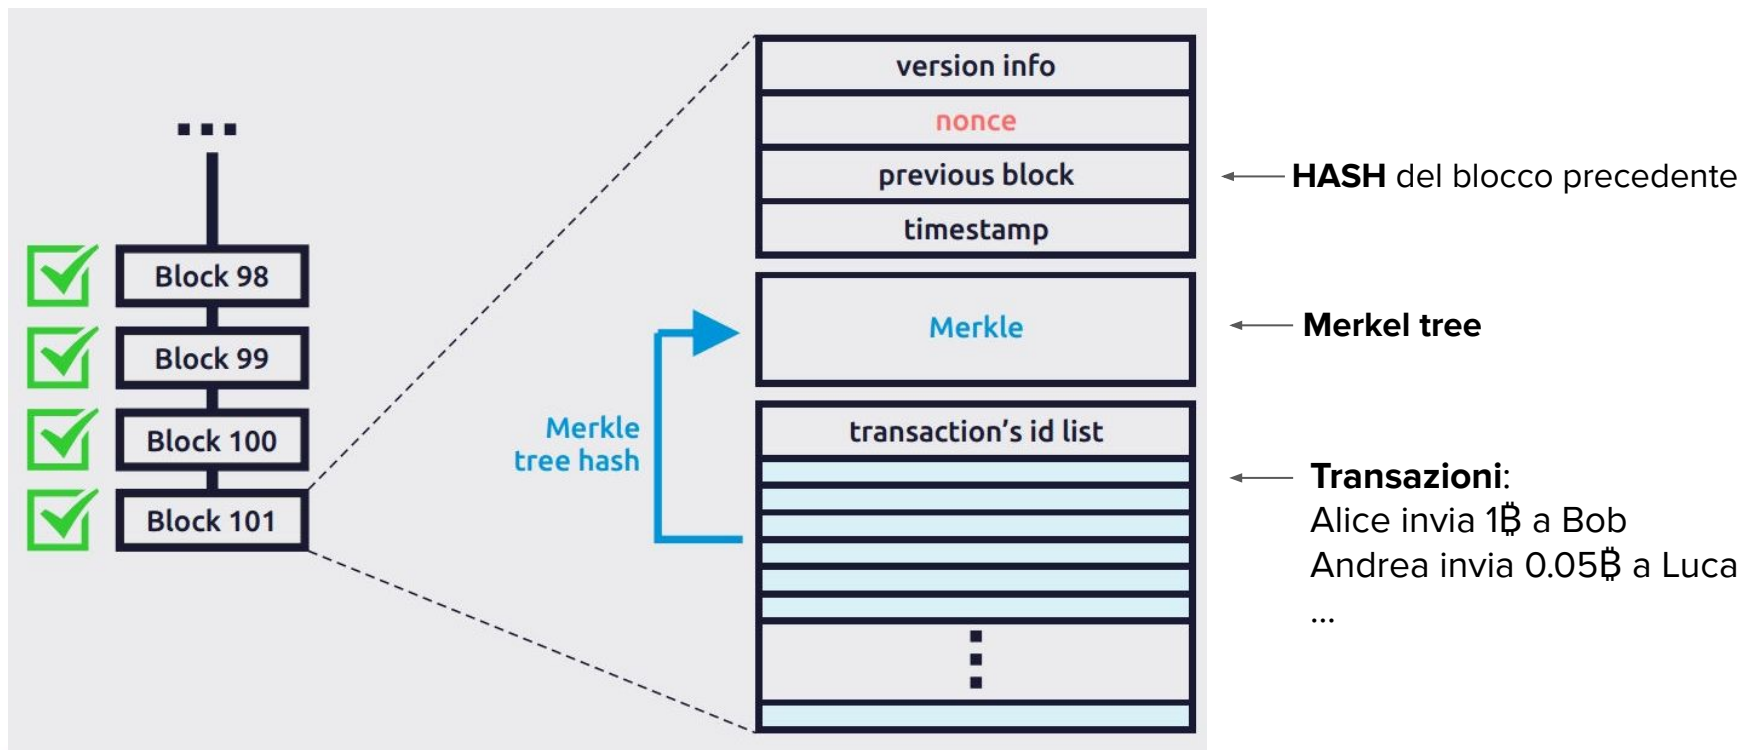 ...
Block 98
Block 99
Block 100
Block 101
version info
nonce
previous block
timestamp
Merkle
Merkle
tree hash
transaction's id list
HASH del blocco precedente
Merkel tree
Transazioni:
Alice invia 1₿ a Bob
Andrea invia 0.05₿ a Luca
...